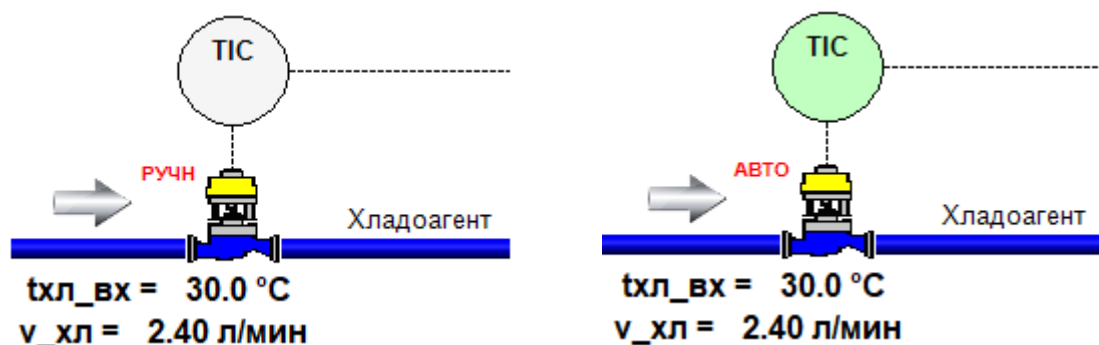 TIC
РУЧН
Хладоагент
tхл_вх = 30.0 °C
v_хл = 2.40 л/мин
TIC
АВТО
Хладоагент
tхл_вх = 30.0 °C
v_хл = 2.40 л/мин